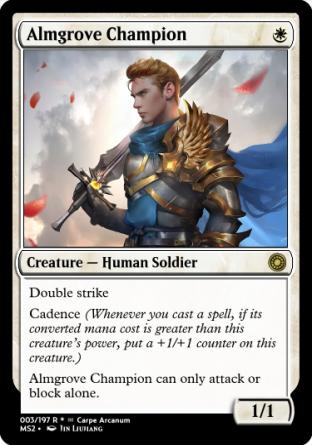 Almgrove Champion
Creature — Human Soldier
Double strike
Cadence (Whenever you cast a spell, if its
converted mana cost is greater than this
creature's power, put a +1/+1 counter on this
creature.)
Almgrove Champion can only attack or
block alone.
1/1
003/197 R * = Carpe Arcanum
MS2 • Jin Liujiang